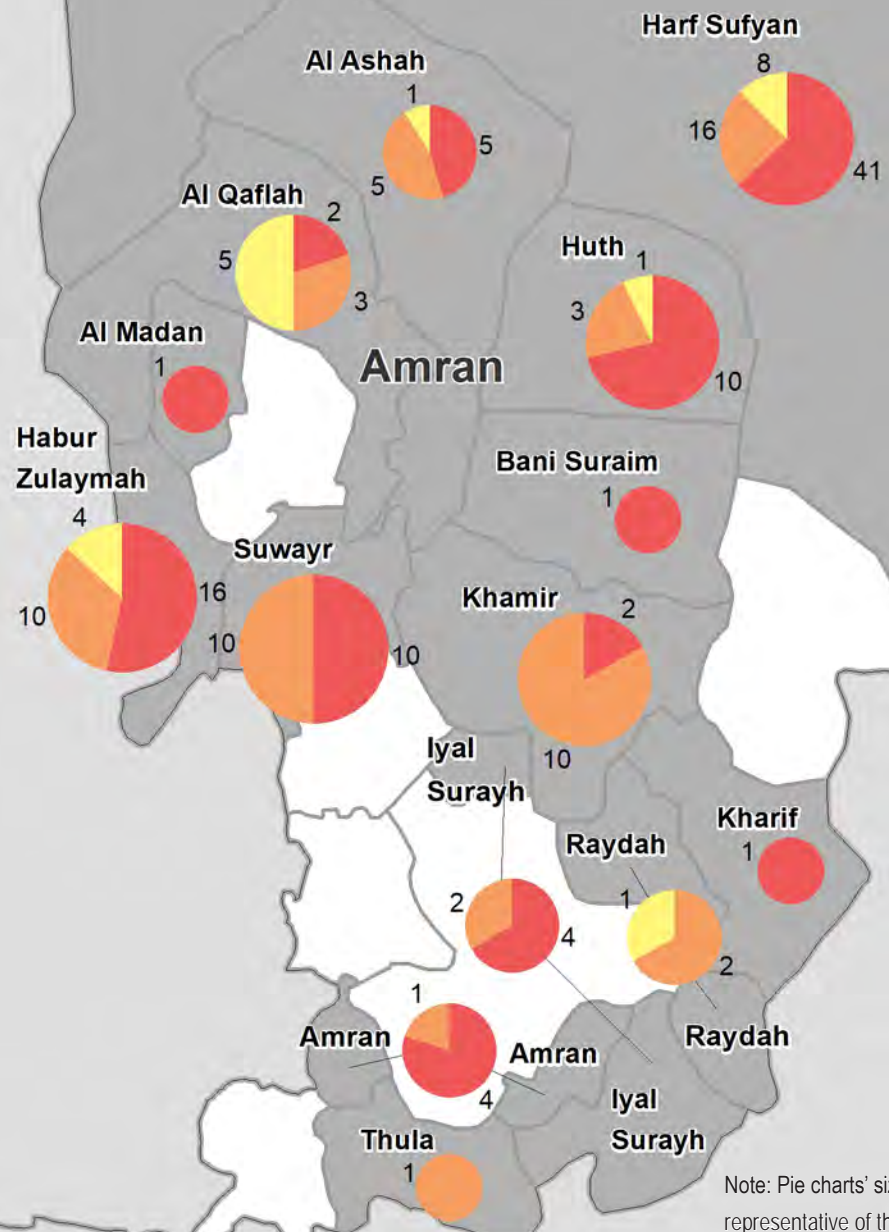 Harf Sufyan
8
16
41
Al Ashah
1
5
5
Al Qaflah
2
5
3
Huth
1
3
10
Al Madan
1
Amran
Habur
Zulaymah
4
16
10
Bani Suraim
1
Suwayr
10
10
Khamir
2
10
Iyal
Surayh
2
4
Raydah
1
2
Raydah
Kharif
1
Amran
1
4
Amran
Iyal
Surayh
Thula
1
Note: Pie charts'
representative of